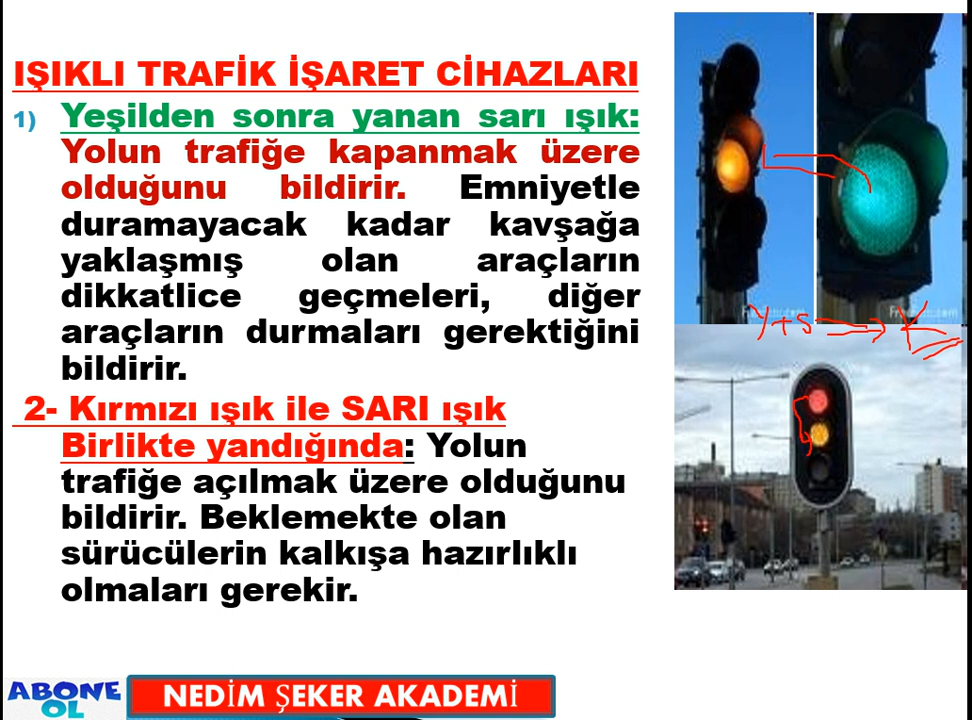 IŞIKLI TRAFİK İŞARET CİHAZLARI
1) Yeşilden sonra yanan sarı ışık:
Yolun trafiğe kapanmak üzere
olduğunu bildirir. Emniyetle
duramayacak kadar kavşağa
yaklaşmış olan araçların
dikkatlice geçmeleri, diğer
araçların durmaları gerektiğini
bildirir.
2- Kırmızı ışık ile SARI ışık
Birlikte yandığında: Yolun
trafiğe açılmak üzere olduğunu
bildirir. Beklemekte olan
sürücülerin kalkışa hazırlıklı
olmaları gerekir.
Y+S K
ABONE
OL
NEDİM ŞEKER AKADEMİ